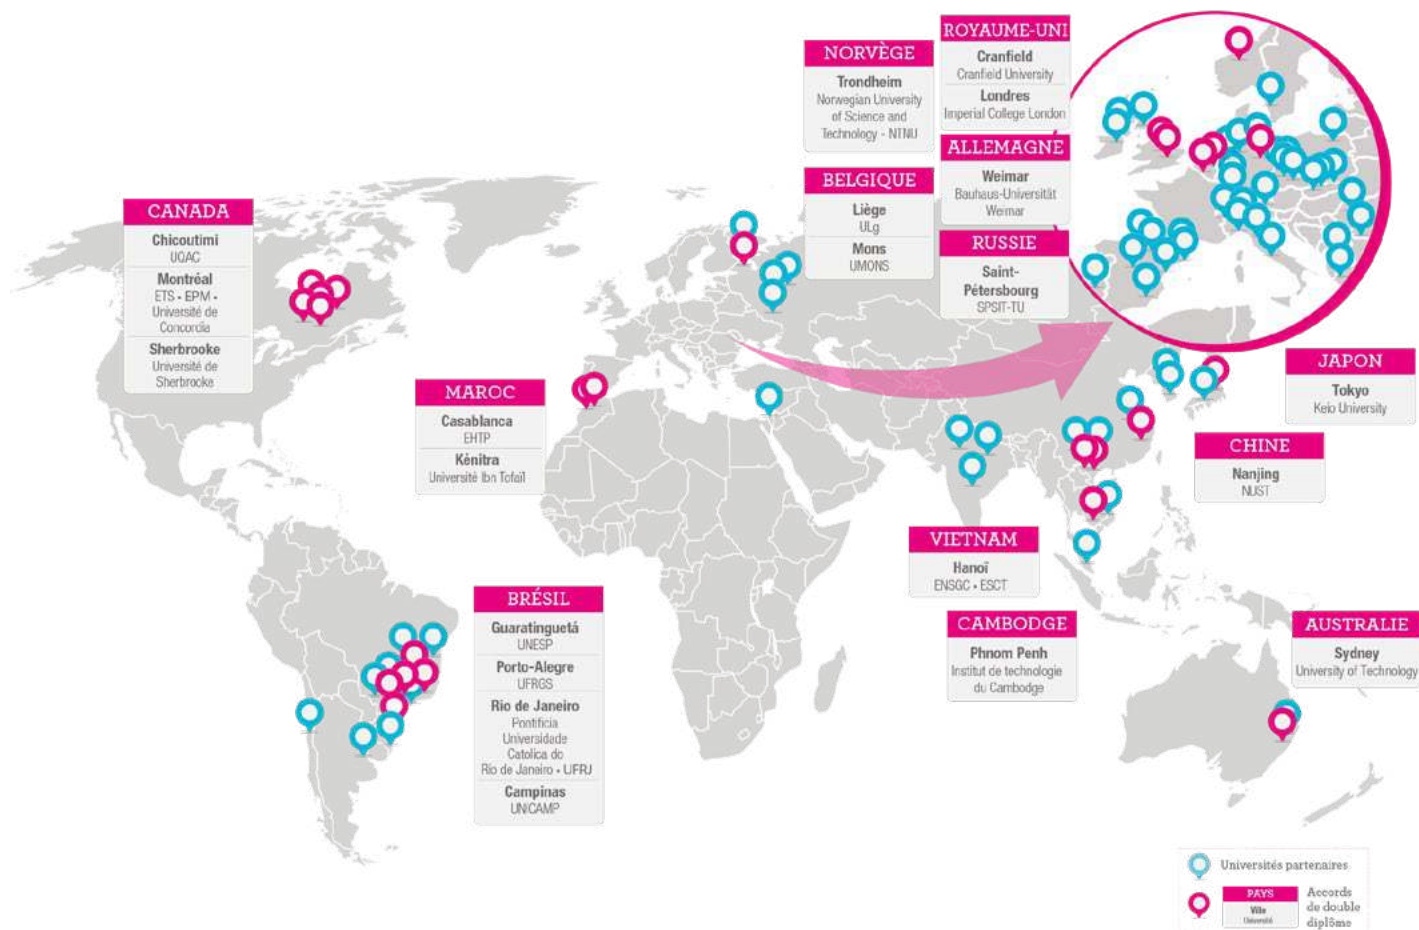 CANADA
Chicoutimi
UQAC
Montréal
ETS • EPM •
Université de
Concordia
Sherbrooke
Université de
Sherbrooke
MAROC
Casablanca
EHTP
Kénitra
Université Ibn Tofaïl
BRÉSIL
Guaratinguetá
UNESP
Porto-Alegre
UFRGS
Rio de Janeiro
Pontificia
Universidade
Catolica do
Rio de Janeiro • UFRJ
Campinas
UNICAMP
NORVÈGE
Trondheim
Norwegian University
of Science and
Technology - NTNU
ROYAUME-UNI
Cranfield
Cranfield University
Londres
Imperial College London
BELGIQUE
Liège
ULg
Mons
UMONS
ALLEMAGNE
Weimar
Bauhaus-Universität
Weimar
RUSSIE
Saint-
Pétersbourg
SPSIT-TU
JAPON
Tokyo
Keio University
CHINE
Nanjing
NUST
VIETNAM
Hanoï
ENSGC • ESCT
CAMBODGE
Phnom Penh
Institut de technologie
du Cambodge
AUSTRALIE
Sydney
University of Technology
Universités partenaires
PAYS
Ville
Université
Accords
de double
diplôme